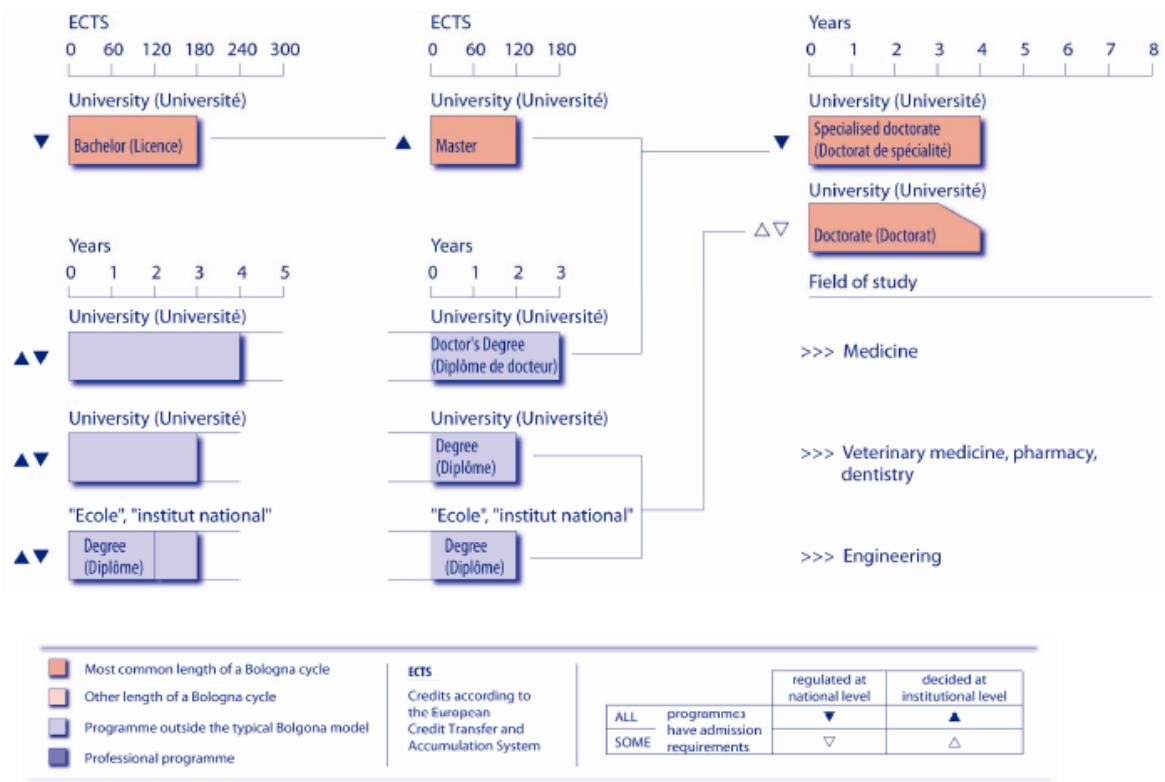 ECTS
0 60 120 180 240 300
ECTS
0 60 120 180
Years
0 1 2 3 4 5 6 7 8
University (Université)
Bachelor (Licence)
University (Université)
Master
University (Université)
Specialised doctorate
(Doctorat de spécialité)
University (Université)
Doctorate (Doctorat)
Years
0 1 2 3 4 5
Years
0 1 2 3
Field of study
University (Université)
University (Université)
Doctor's Degree
(Diplôme de docteur)
>>> Medicine
University (Université)
University (Université)
Degree
(Diplôme)
>>> Veterinary medicine, pharmacy,
dentistry
"Ecole", "institut national"
Degree
(Diplôme)
"Ecole", "institut national"
Degree
(Diplôme)
>>> Engineering
Most common length of a Bologna cycle
Other length of a Bologna cycle
Programme outside the typical Bolgona model
Professional programme
ECTS
Credits according to
the European
Credit Transfer and
Accumulation System
regulated at
national level
decided at
institutional level
ALL
SOME
programmes
have admission
requirements